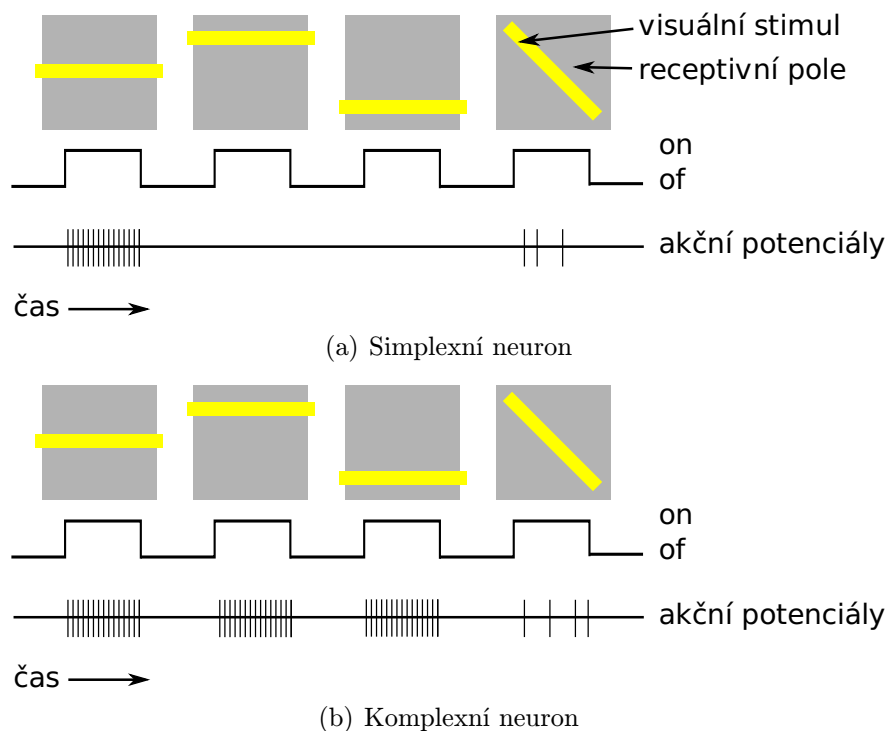 visuální stimul
receptivní pole
on
of
akční potenciály
čas
(a) Simplexní neuron
on
of
akční potenciály
čas
(b) Komplexní neuron